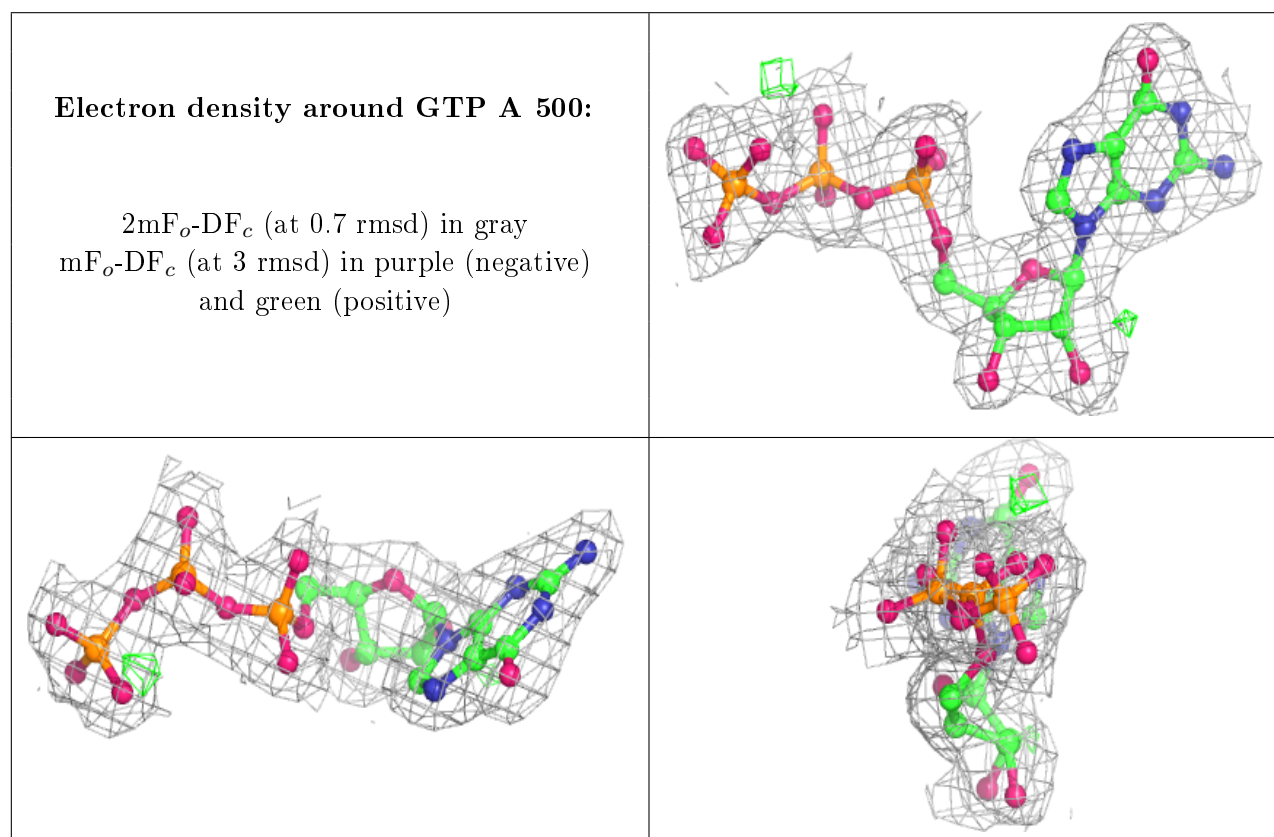 Electron density around GTP A 500:
2mFo-DFc (at 0.7 rmsd) in gray
mFo-DFc (at 3 rmsd) in purple (negative)
and green (positive)